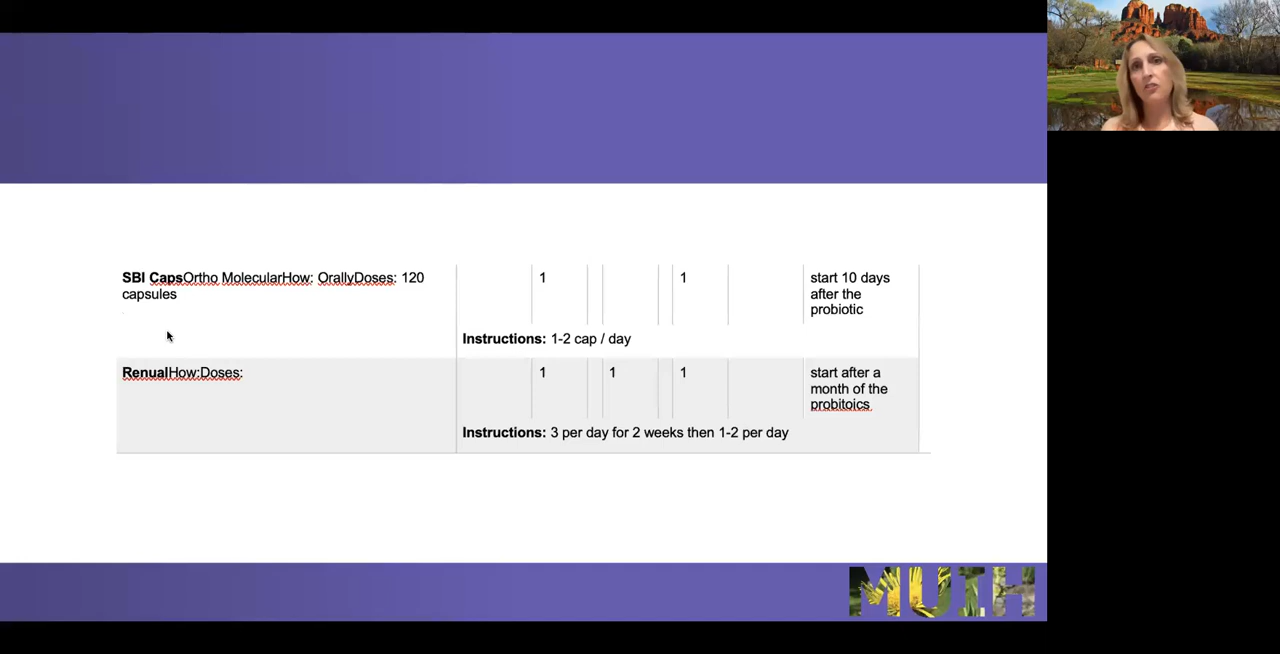 SBI CapsOrtho MolecularHow: OrallyDoses: 120 1 1 start 10 days
capsules after the
probiotic
Instructions: 1-2 cap / day
RenualHow:Doses: 1 1 1 start after a
month of the
probitoics
Instructions: 3 per day for 2 weeks then 1-2 per day
MUIH